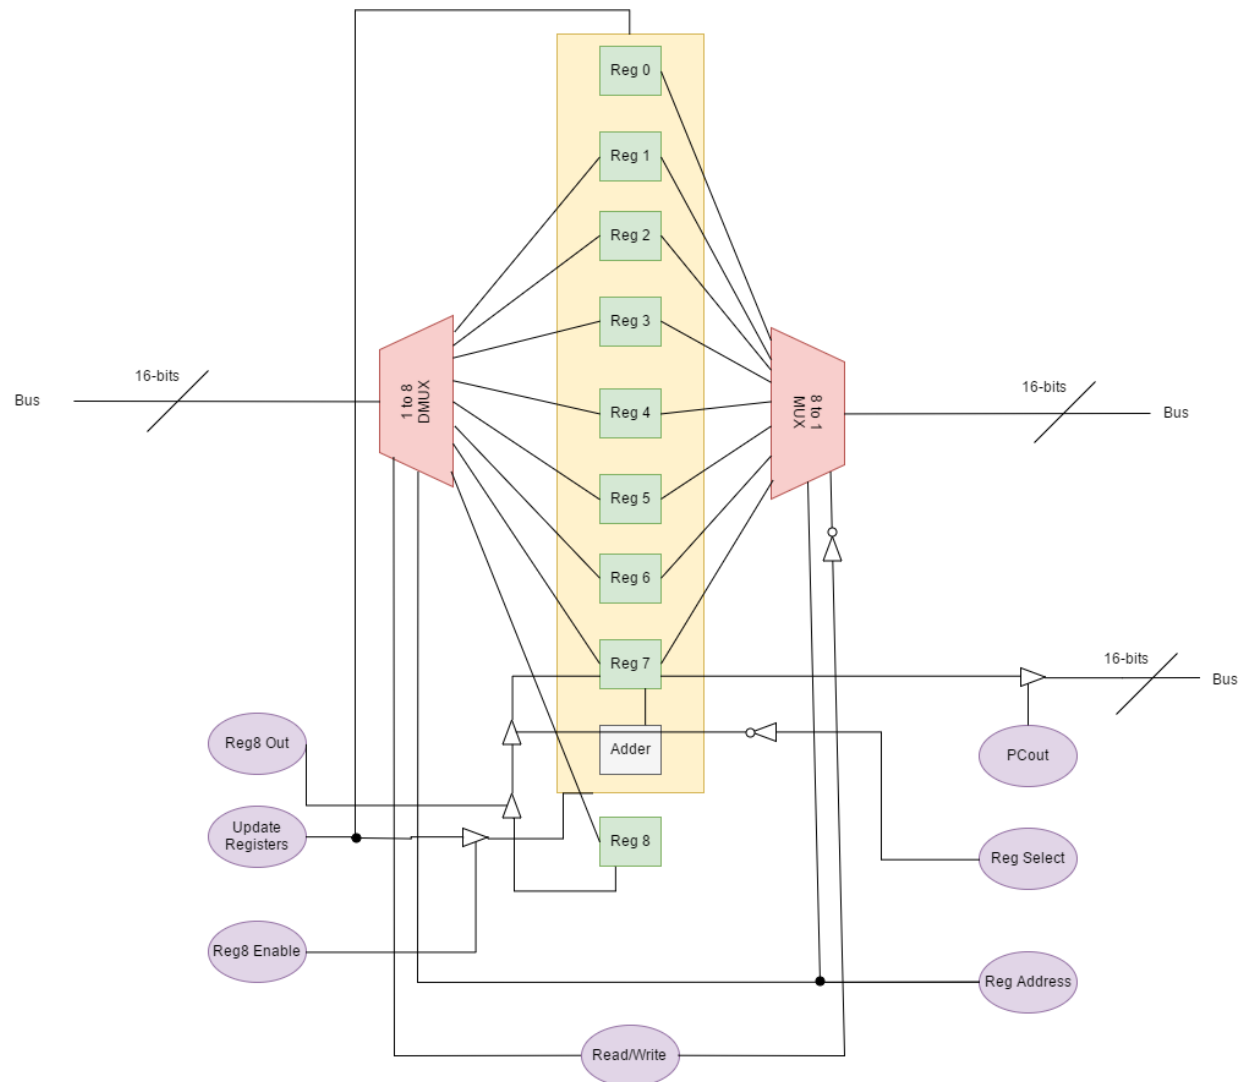 Reg 0
Reg 1
Reg 2
Reg 3
16-bits
Bus
1 to 8
DMUX
Reg 4
8 to 1
MUX
16-bits
Bus
Reg 5
Reg 6
Reg 7
16-bits
Bus
Reg8 Out
Adder
PCout
Update
Registers
Reg 8
Reg Select
Reg8 Enable
Reg Address
Read/Write